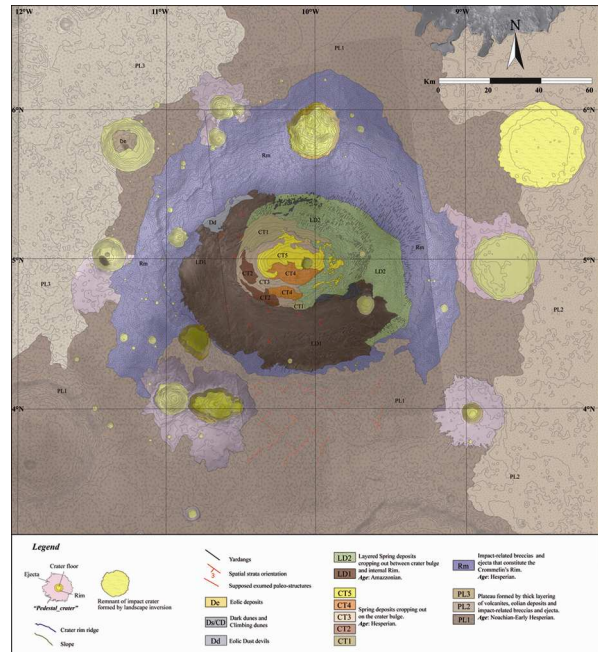 12°W
11°W
10°W
9°W
N
PL3
PL1
Km
0 20 40 60
6°N
6°N
De
Rm
Dd
LD2
CT1
Rm
5°N
Rm
LD1
CT5
5°N
CT2
CT4
LD2
CT3
PL3
CT2
CT4
CT1
PL2
LD1
PL1
PL1
4°N
4°N
PL2
Legend
Crater floor
Ejecta
Rim
"Pedestal_crater"
Remnant of impact crater
formed by landscape inversion
Crater rim ridge
Slope
Yardangs
Spatial strata orientation
Supposed exumed paleo-structures
De Eolic deposits
Ds/CD Dark dunes and
Climbing dunes
Dd Eolic Dust devils
LD2 Layered Spring deposits
cropping out between crater bulge
LD1 and internal Rim.
Age: Amazzonian.
CT5
CT4 Spring deposits cropping out
CT3 on the crater bulge.
CT2 Age: Hesperian.
CT1
Rm Impact-related breccias and
ejecta that constitute the
Crommelin's Rim.
Age: Hesperian.
PL3 Plateau formed by thick layering
PL2 of volcanites, eolian deposits and
impact-related breccias and ejecta.
PL1 Age: Noachian-Early Hesperian.